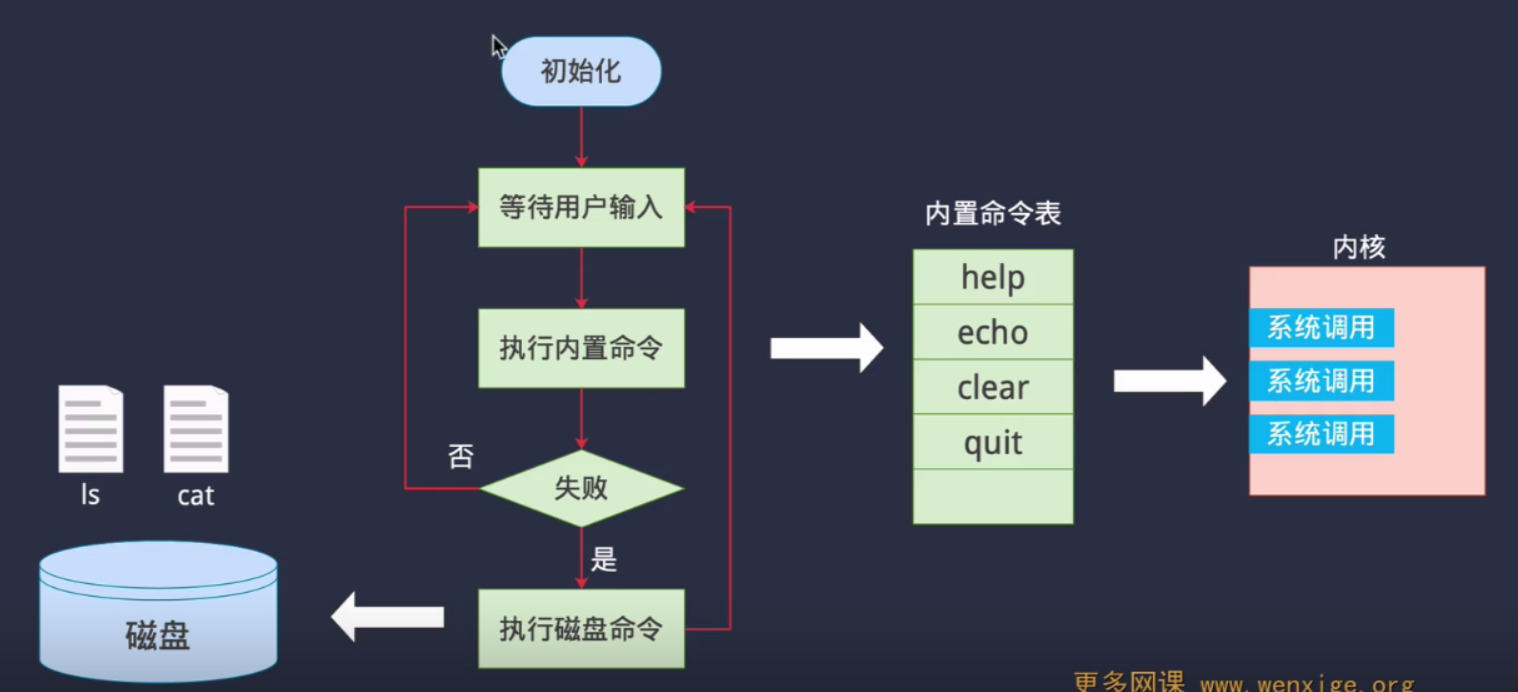 初始化
等待用户输入
执行内置命令
失败
否
是
执行磁盘命令
ls
cat
磁盘
内置命令表
help
echo
clear
quit
内核
系统调用
系统调用
系统调用
更多网课 www.wenxige.org